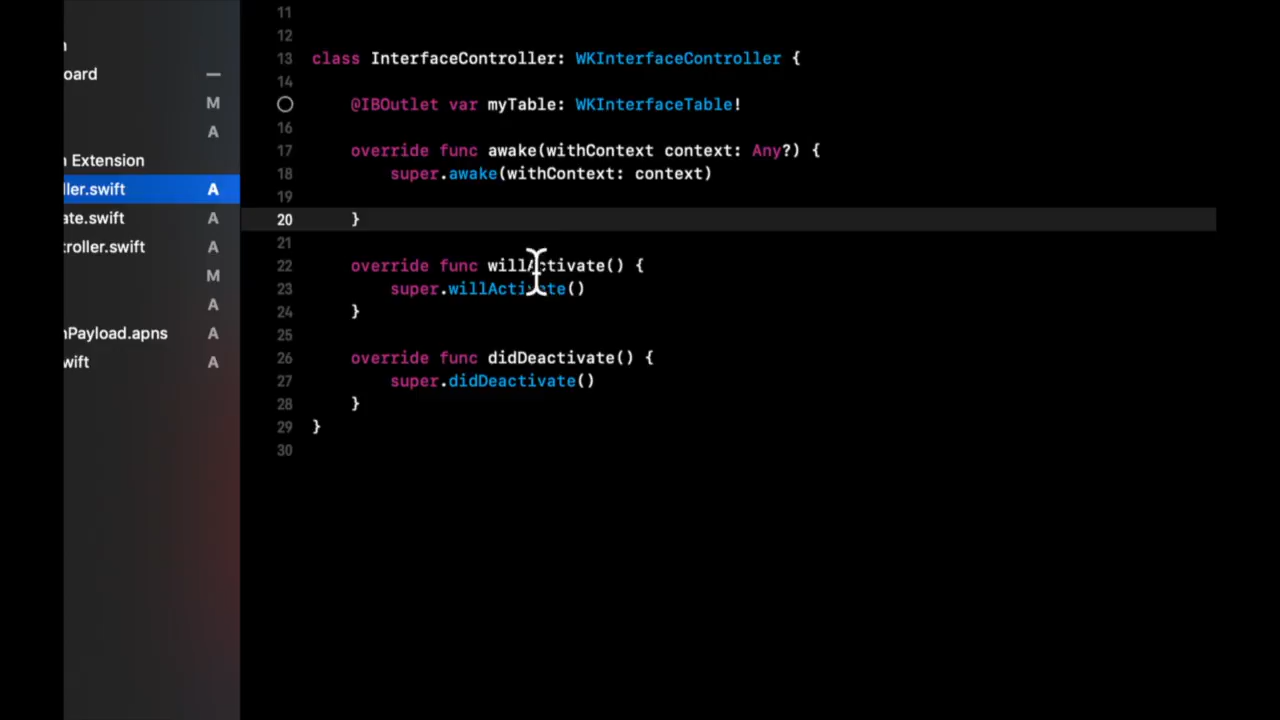 11
12
13 class InterfaceController: WKInterfaceController {
14
@IBOutlet var myTable: WKInterfaceTable!
16
17 override func awake(withContext context: Any?) {
18 super.awake(withContext: context)
19
20 }
21
22 override func willActivate() {
23 super.willActivate()
24 }
25
26 override func didDeactivate() {
27 super.didDeactivate()
28 }
29 }
30
oard —
M
A
n Extension
ller.swift A
ate.swift A
troller.swift A
M
A
nPayload.apns A
wift A